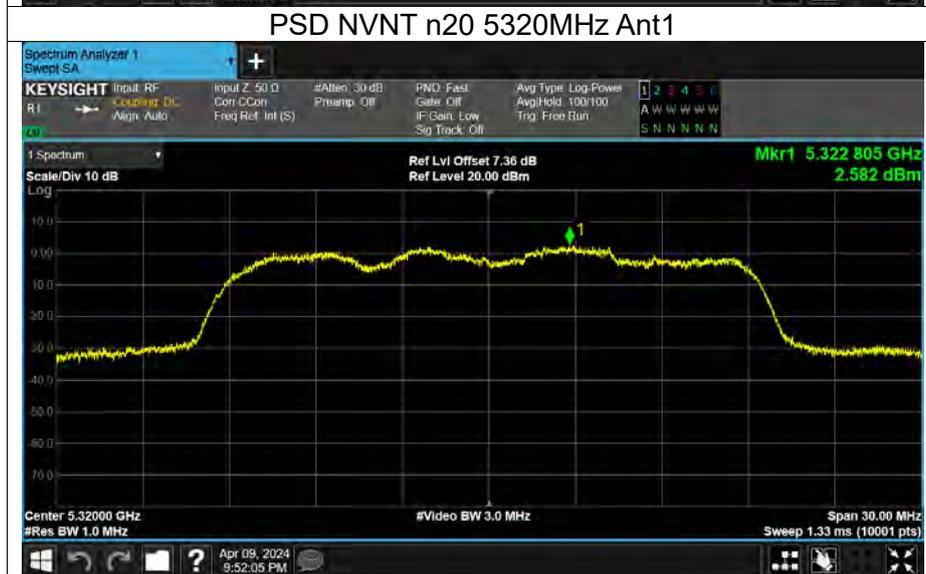 PSD NVNT n20 5320MHz Ant1
Spectrum Analyzer 1
Swept SA
+
KEYSIGHT Input: RF
Coupling: DC
Align: Auto
RL
Input Z: 50 Ω
Corr CCorr
Freq Ref: Int (S)
#Atten: 30 dB
Preamp: Off
PNO: Fast
Gate: Off
IF Gain: Low
Sig Track: Off
Avg Type: Log-Power
Avg|Hold: 100/100
Trig: Free Run
1 2 3 4 5 6
A W W W W W
S N N N N N
1 Spectrum
Scale/Div 10 dB
Log
Ref Lvl Offset 7.36 dB
Ref Level 20.00 dBm
Mkr1 5.322 805 GHz
2.582 dBm
10.0
0.00
1
-10.0
-20.0
-30.0
-40.0
-50.0
-60.0
-70.0
Center 5.32000 GHz
#Res BW 1.0 MHz
#Video BW 3.0 MHz
Span 30.00 MHz
Sweep 1.33 ms (10001 pts)
?
Apr 09, 2024
9:52:05 PM